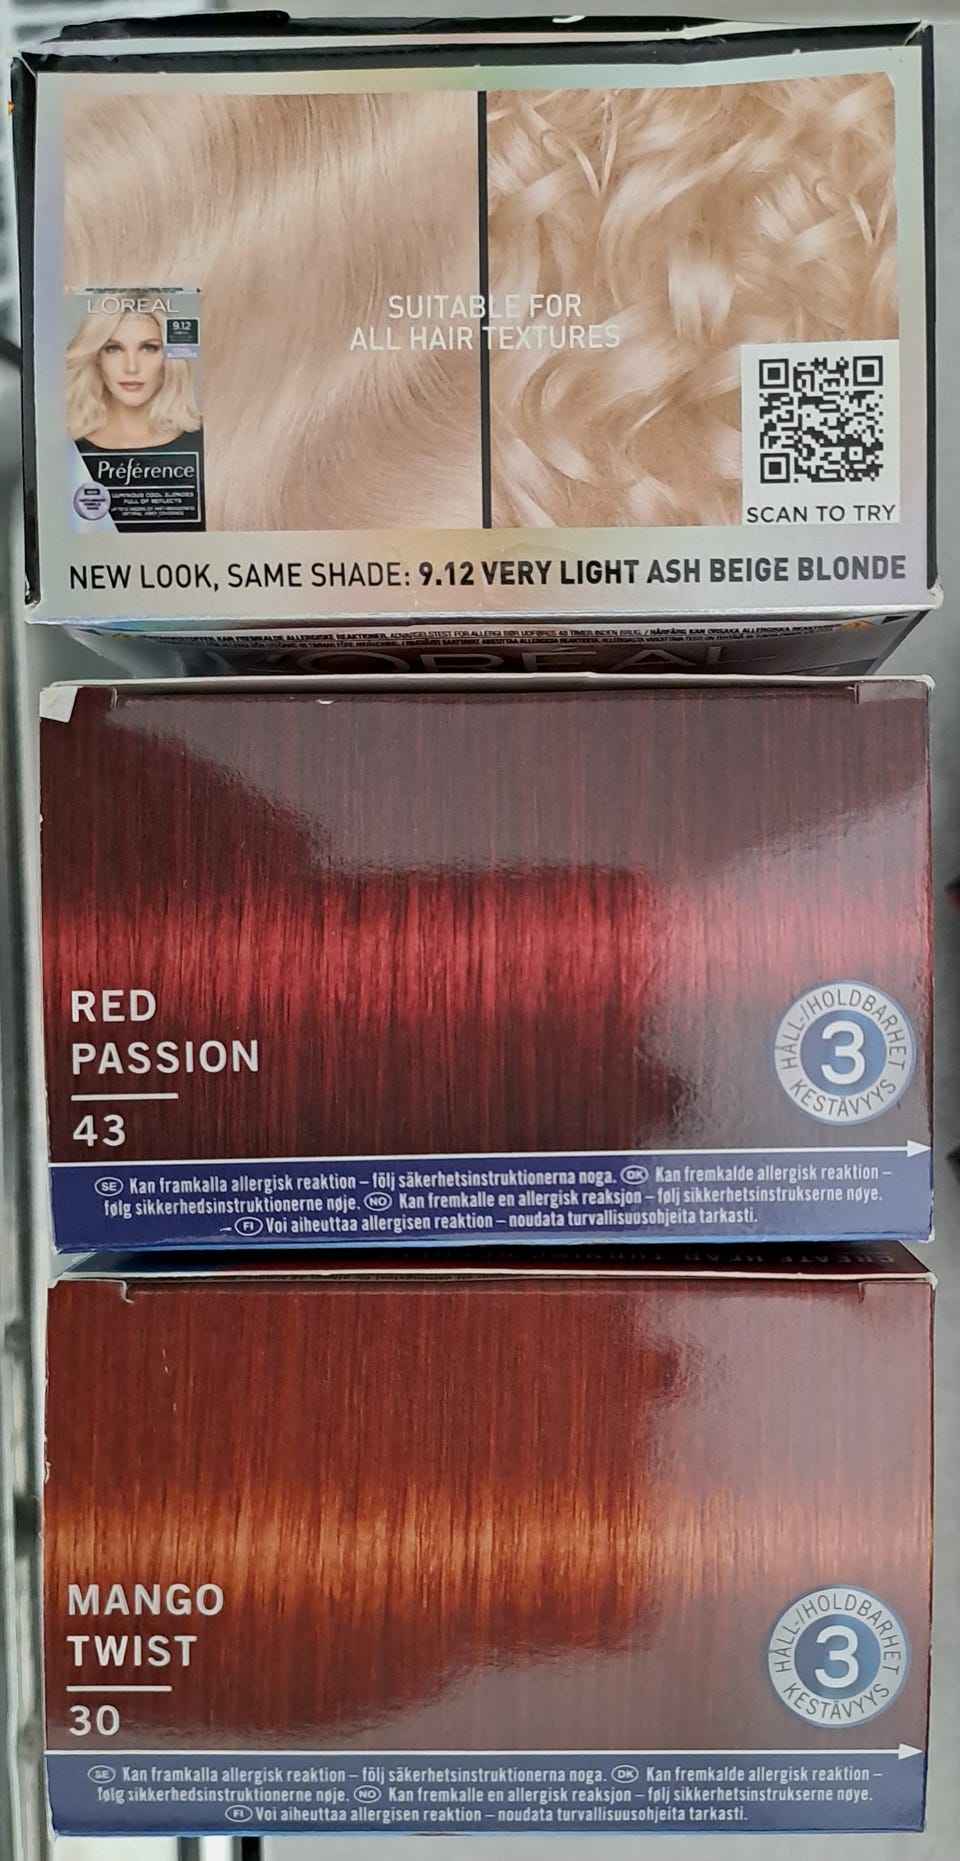 SUITABLE FOR
ALL HAIR TEXTURES
L'ORÉAL
9.12
Préférence
SCAN TO TRY
NEW LOOK, SAME SHADE: 9.12 VERY LIGHT ASH BEIGE BLONDE
L'ORÉAL
RED
PASSION
43
HÅLL-/HOLDBARHET
3
KESTÄVYYS
SE Kan framkalla allergisk reaktion – följ säkerhetsinstruktionerna noga. DK Kan fremkalde allergisk reaktion –
følg sikkerhedsinstruktionerne nøje. NO Kan fremkalle en allergisk reaksjon – følj sikkerhetsinstrukserne nøye.
FI Voi aiheuttaa allergisen reaktion – noudata turvallisuusohjeita tarkasti.
MANGO
TWIST
30
HÅLL-/HOLDBARHET
3
KESTÄVYYS
SE Kan framkalla allergisk reaktion – följ säkerhetsinstruktionerna noga. DK Kan fremkalde allergisk reaktion –
følg sikkerhedsinstruktionerne nøje. NO Kan fremkalle en allergisk reaksjon – følj sikkerhetsinstrukserne nøye.
FI Voi aiheuttaa allergisen reaktion – noudata turvallisuusohjeita tarkasti.